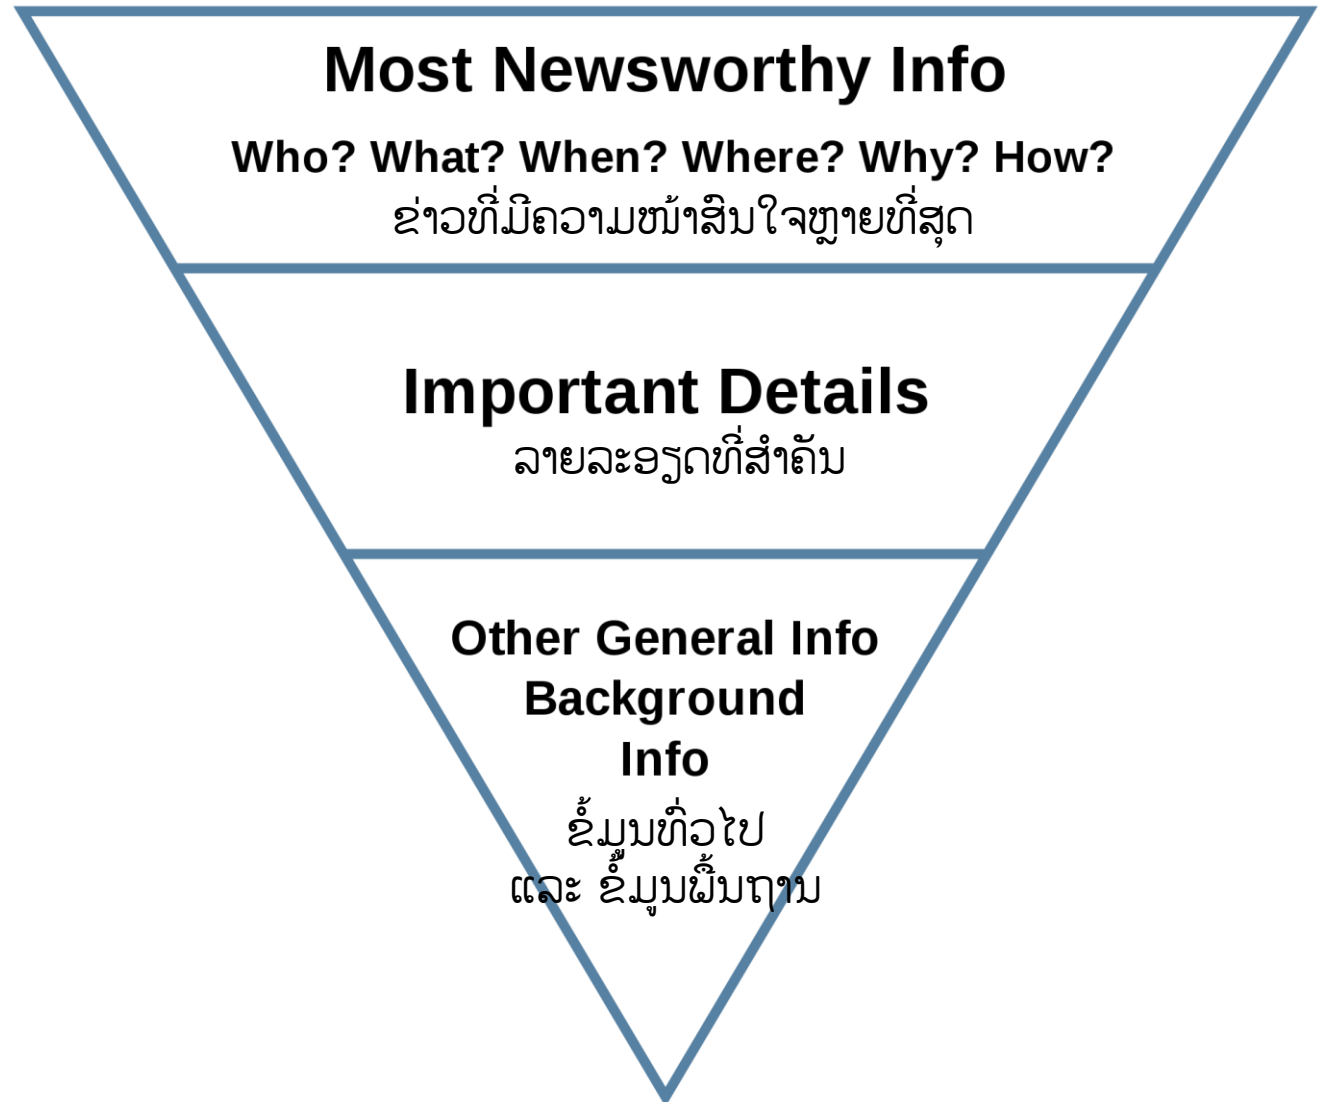 Most Newsworthy Info
Who? What? When? Where? Why? How?
ຂ່າວທີ່ມີຄວາມໜ້າສົນໃຈຫຼາຍທີ່ສຸດ
Important Details
ລາຍລະອຽດທີ່ສຳຄັນ
Other General Info
Background
Info
ຂໍ້ມູນທົ່ວໄປ
ແລະ ຂໍ້ມູນພື້ນຖານ